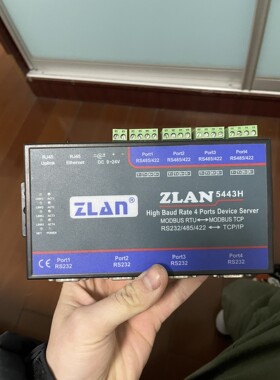 RJ45 RJ45 DC 9~24V Port1 Port2 Port3 Port4
Ethernet RS485/422 RS485/422 RS485/422 RS485/422
ZLAN 5443H
ZLAN®
High Baud Rate 4 Ports Device Server
MODBUS RTU MODBUS TCP
RS232/485/422 TCP/IP
CE Port1 Port2 Port3 Port4
RS232 RS232 RS232 RS232